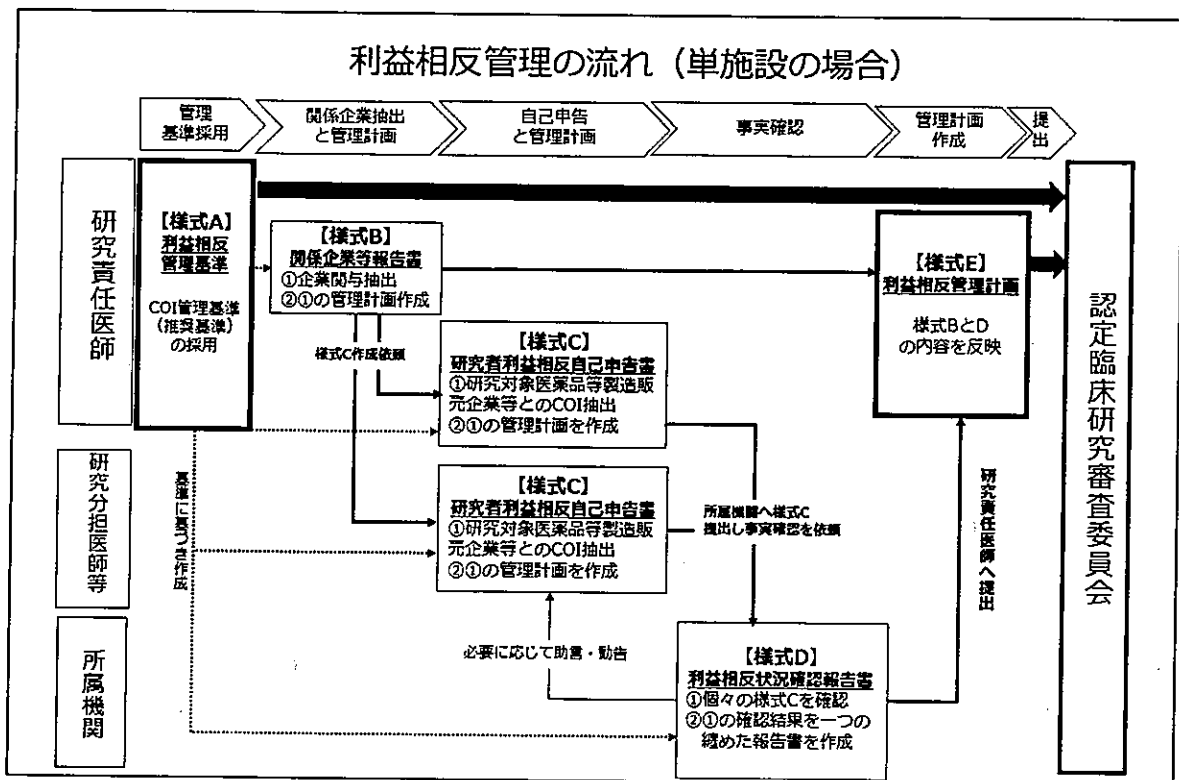 利益相反管理の流れ（単施設の場合）
管理
基準採用
関係企業抽出
と管理計画
自己申告
と管理計画
事実確認
管理計画
作成
提出
研究責任医師
【様式A】
利益相反
管理基準
COI管理基準
（推奨基準）
の採用
【様式B】
関係企業等報告書
①企業関与抽出
②①の管理計画作成
様式C作成依頼
【様式C】
研究者利益相反自己申告書
①研究対象医薬品等製造販
売企業等とのCOI抽出
②①の管理計画を作成
【様式E】
利益相反管理計画
様式BとD
の内容を反映
認定臨床研究審査委員会
研究分担医師等
基準に基づき作成
【様式C】
研究者利益相反自己申告書
①研究対象医薬品等製造販
売企業等とのCOI抽出
②①の管理計画を作成
所属機関へ様式C
提出し事実確認を依頼
研究責任医師へ提出
所属機関
必要に応じて助言・勧告
【様式D】
利益相反状況確認報告書
①個々の様式Cを確認
②①の確認結果を一つの
纏めた報告書を作成